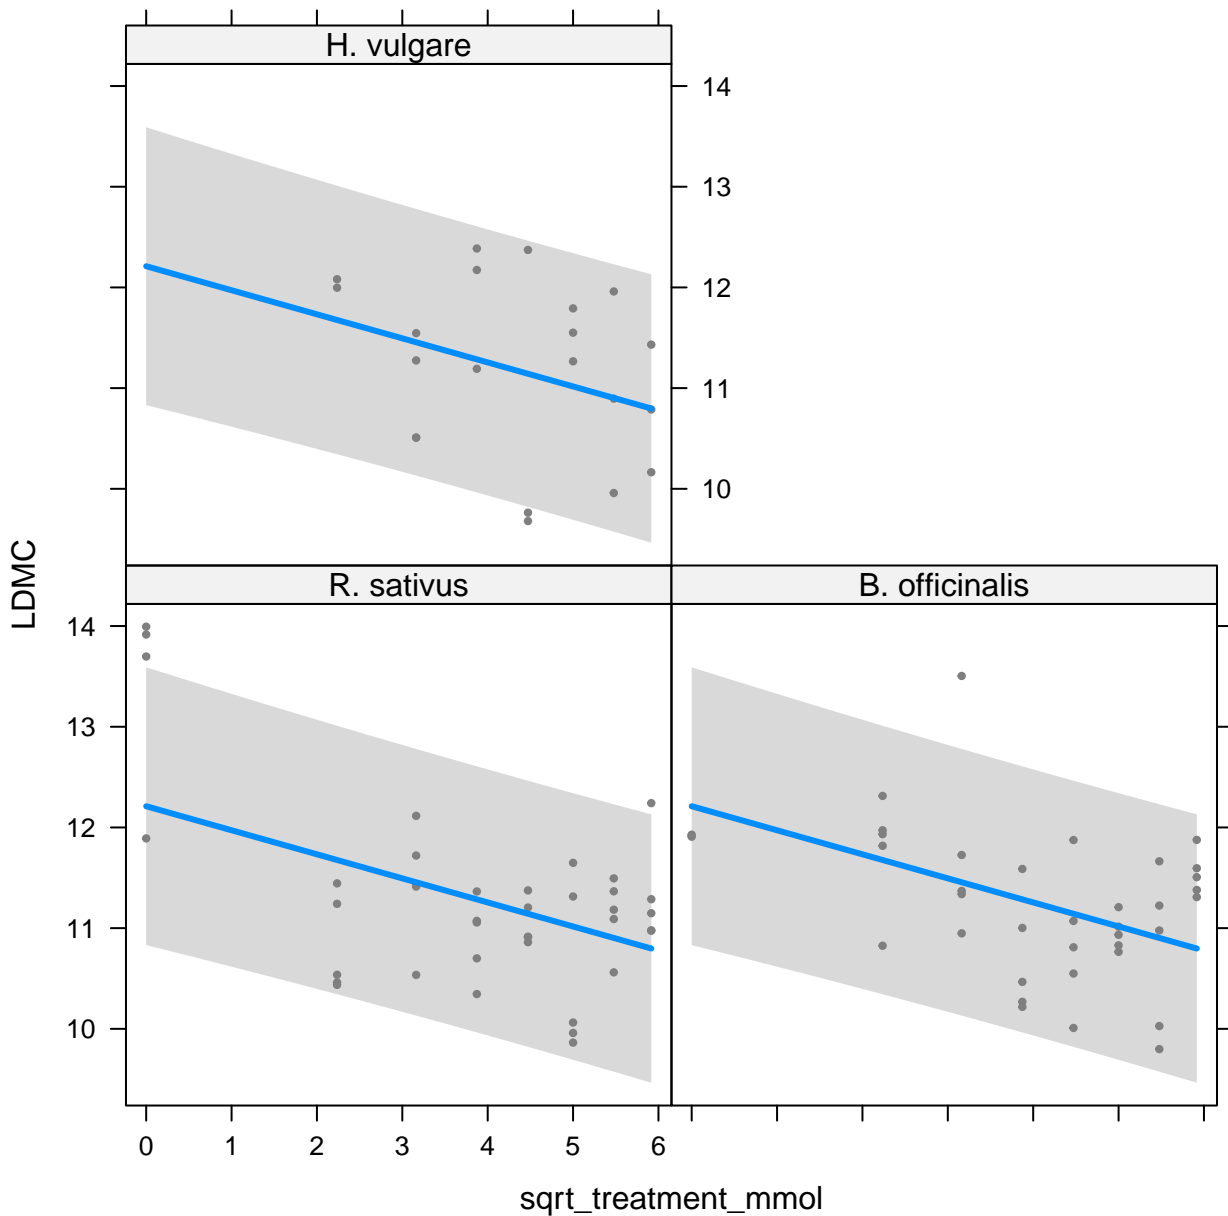 H. vulgare
14
13
12
11
10
LDMC
R. sativus
B. officinalis
14
13
12
11
10
0 1 2 3 4 5 6
sqrt_treatment_mmol